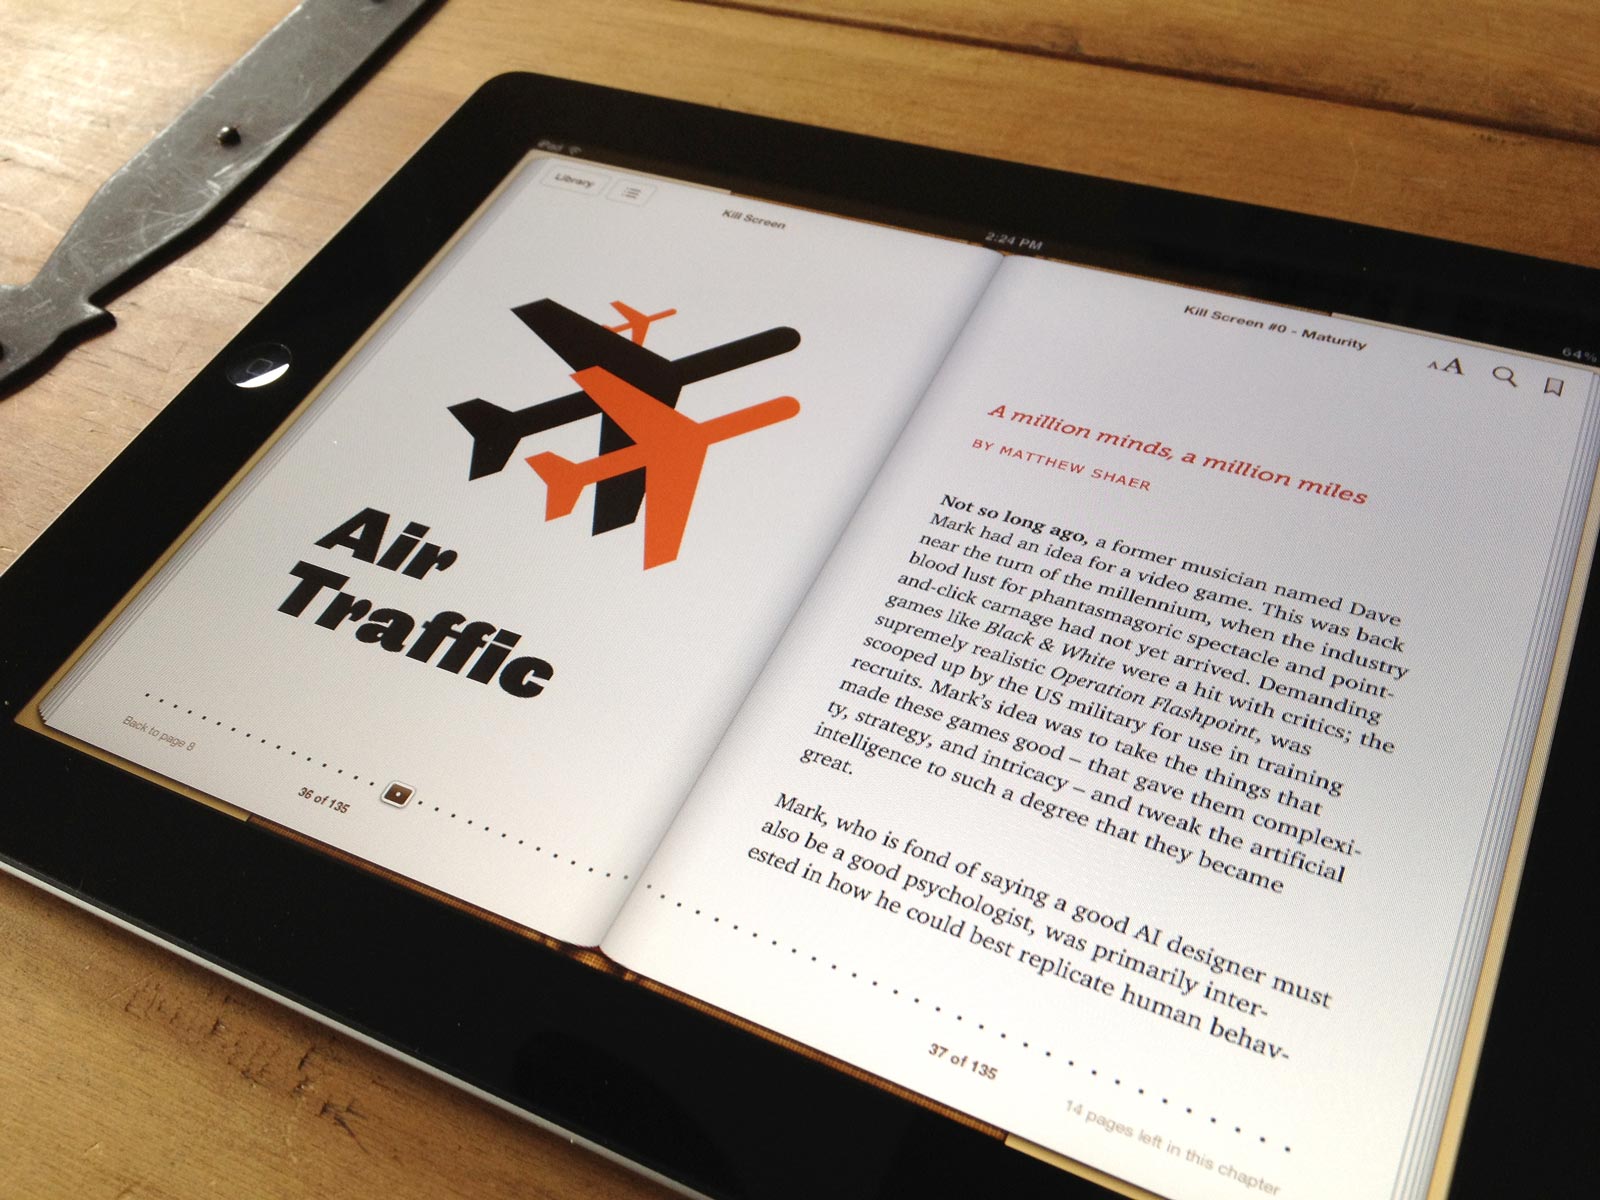 iPad
2:24 PM
64%
Library
Kill Screen
Kill Screen #0 - Maturity
AA
Air
Traffic
Back to page 8
36 of 135
A million minds, a million miles
BY MATTHEW SHAER
Not so long ago, a former musician named Dave
Mark had an idea for a video game. This was back
near the turn of the millennium, when the industry
blood lust for phantasmagoric spectacle and point-
and-click carnage had not yet arrived. Demanding
games like Black & White were a hit with critics; the
supremely realistic Operation Flashpoint, was
scooped up by the US military for use in training
recruits. Mark's idea was to take the things that
made these games good – that gave them complexi-
ty, strategy, and intricacy – and tweak the artificial
intelligence to such a degree that they became
great.
Mark, who is fond of saying a good AI designer must
also be a good psychologist, was primarily inter-
ested in how he could best replicate human behav-
37 of 135
14 pages left in this chapter